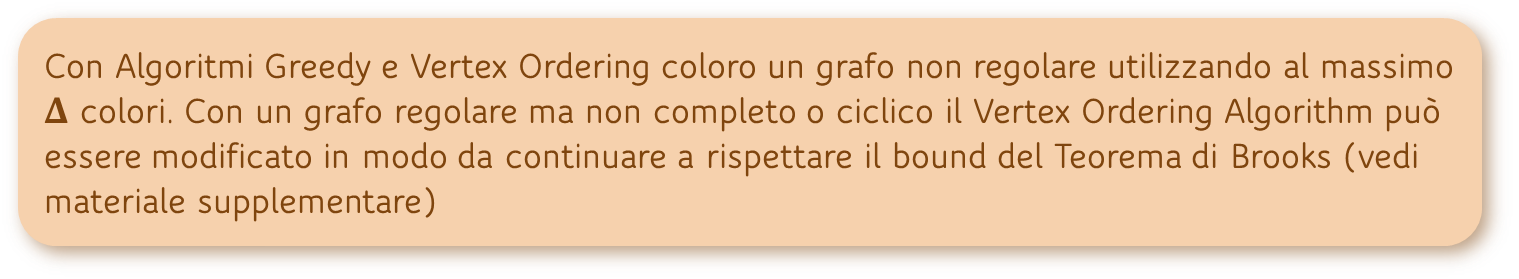 Con Algoritmi Greedy e Vertex Ordering coloro un grafo non regolare utilizzando al massimo
Δ colori. Con un grafo regolare ma non completo o ciclico il Vertex Ordering Algorithm può
essere modificato in modo da continuare a rispettare il bound del Teorema di Brooks (vedi
materiale supplementare)